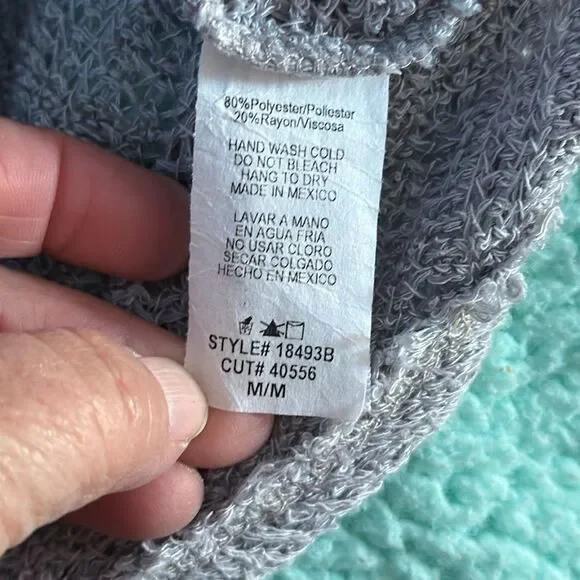 80%Polyester/Poliester
20%Rayon/Viscosa
HAND WASH COLD
DO NOT BLEACH
HANG TO DRY
MADE IN MEXICO
LAVAR A MANO
EN AGUA FRIA
NO USAR CLORO
SECAR COLGADO
HECHO EN MEXICO
STYLE# 18493B
CUT# 40556
M/M